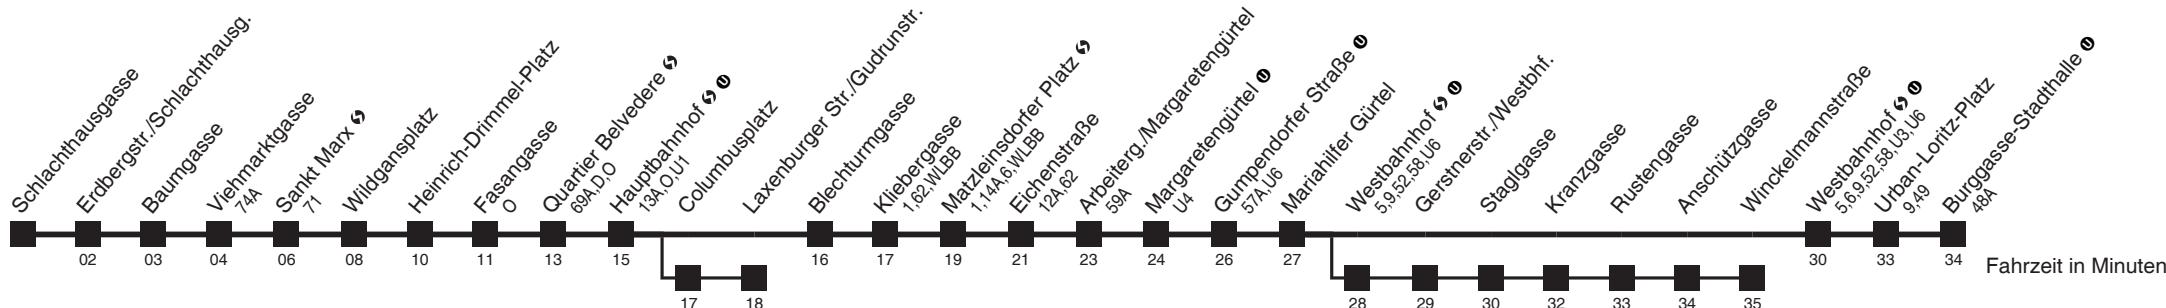 Schlachthausgasse
Erdbergstr./Schlachthausg.
Baumgasse
Viehmarktgasse
74A
Sankt Marx S
71
Wildgansplatz
Heinrich-Drimmel-Platz
Fasangasse
O
Quartier Belvedere S
69A,D,O
Hauptbahnhof S U
13A,O,U1
Columbusplatz
Laxenburger Str./Gudrunstr.
Blechturmgasse
Kliebergasse
1,62,WLBB
Matzleinsdorfer Platz S
1,14A,6,WLBB
Eichenstraße
12A,62
Arbeiterg./Margaretengürtel
59A
Margaretengürtel U
U4
Gumpendorfer Straße U
57A,U6
Mariahilfer Gürtel
Westbahnhof S U
5,9,52,58,U6
Gerstnerstr./Westbhf.
Staglgasse
Kranzgasse
Rustengasse
Anschützgasse
Winckelmannstraße
Westbahnhof S U
5,6,9,52,58,U3,U6
Urban-Loritz-Platz
9,49
Burggasse-Stadthalle U
48A
02 03 04 06 08 10 11 13 15 16 17 19 21 23 24 26 27 30 33 34
Fahrzeit in Minuten
17 18 28 29 30 32 33 34 35